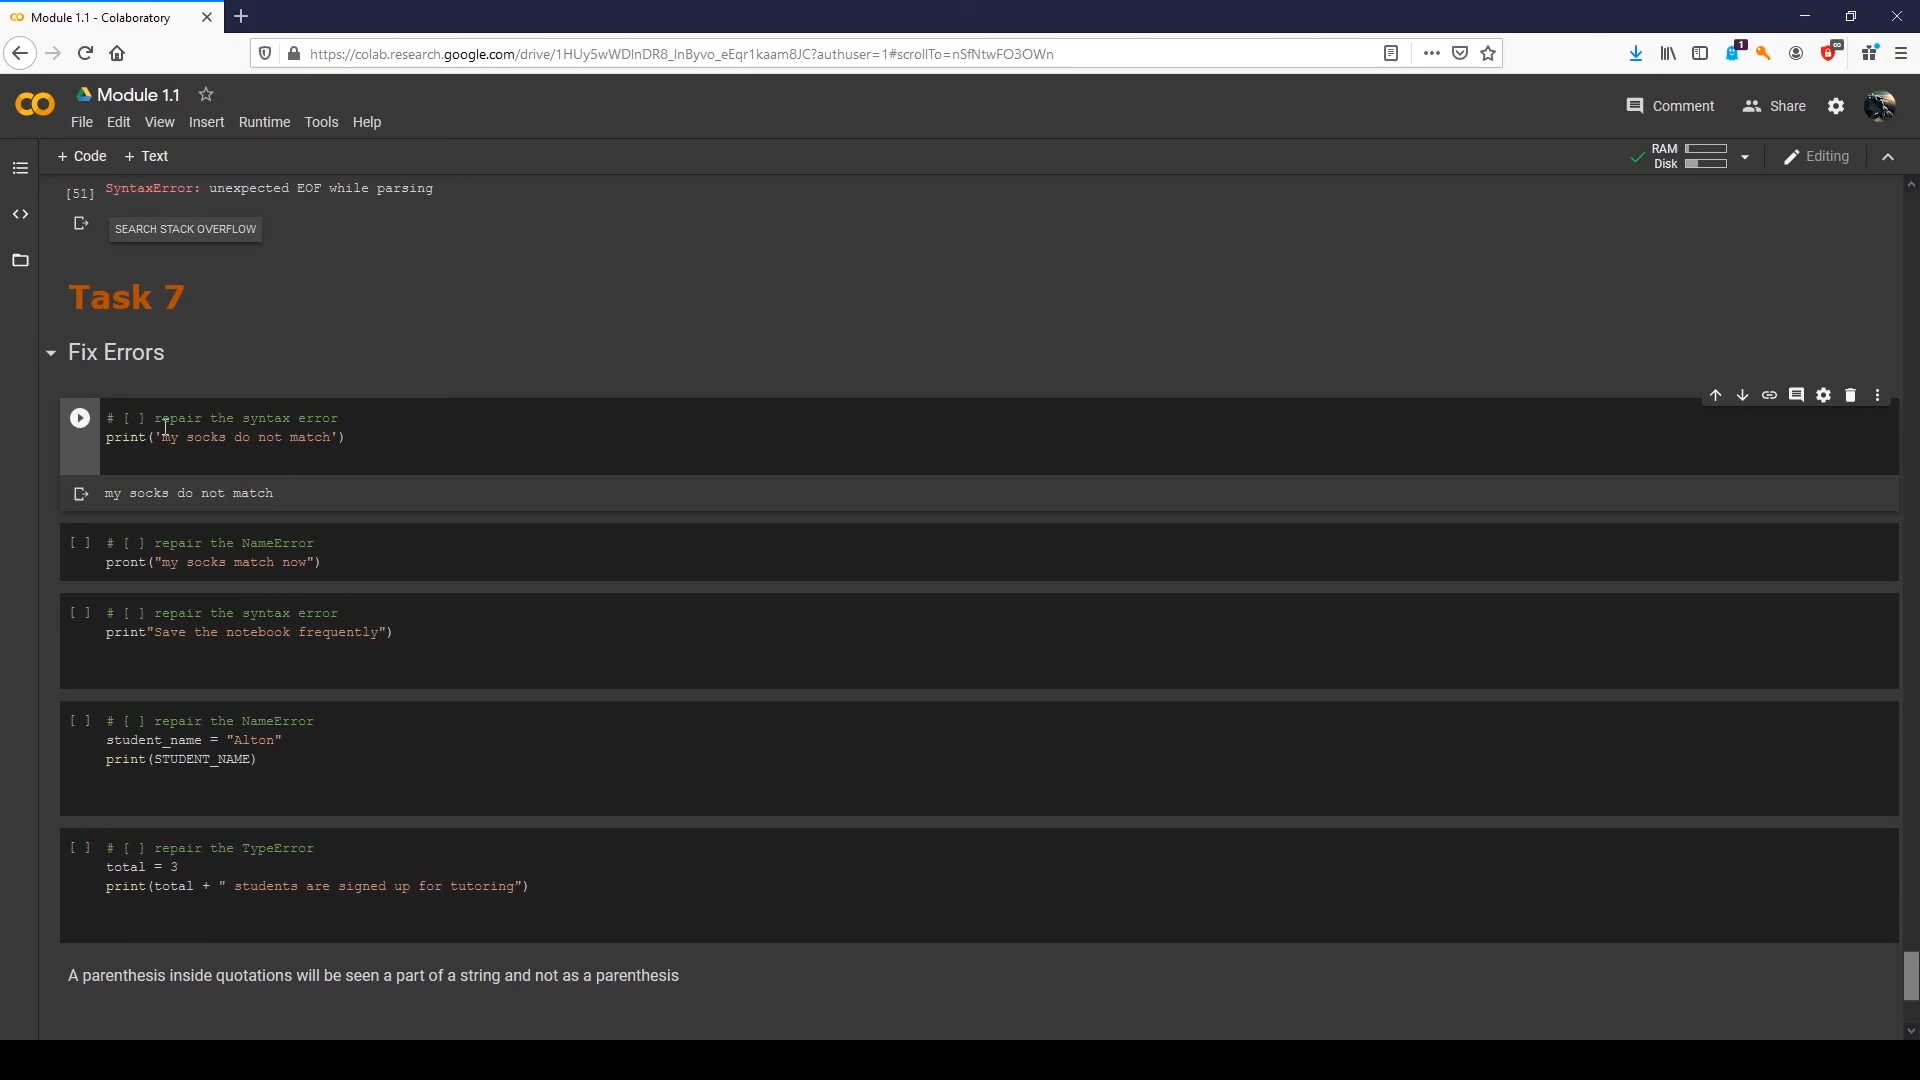 Module 1.1 - Colaboratory
https://colab.research.google.com/drive/1HUy5wWDlnDR8_lnByvo_eEqr1kaam8JC?authuser=1#scrollTo=nSfNtwFO3OWn
1
Module 1.1
Comment
Share
File Edit View Insert Runtime Tools Help
+ Code + Text
RAM
Disk
Editing
[51] SyntaxError: unexpected EOF while parsing
SEARCH STACK OVERFLOW
Task 7
Fix Errors
# [ ] repair the syntax error
print('my socks do not match')
my socks do not match
[ ] # [ ] repair the NameError
pront("my socks match now")
[ ] # [ ] repair the syntax error
print"Save the notebook frequently")
[ ] # [ ] repair the NameError
student_name = "Alton"
print(STUDENT_NAME)
[ ] # [ ] repair the TypeError
total = 3
print(total + " students are signed up for tutoring")
A parenthesis inside quotations will be seen a part of a string and not as a parenthesis